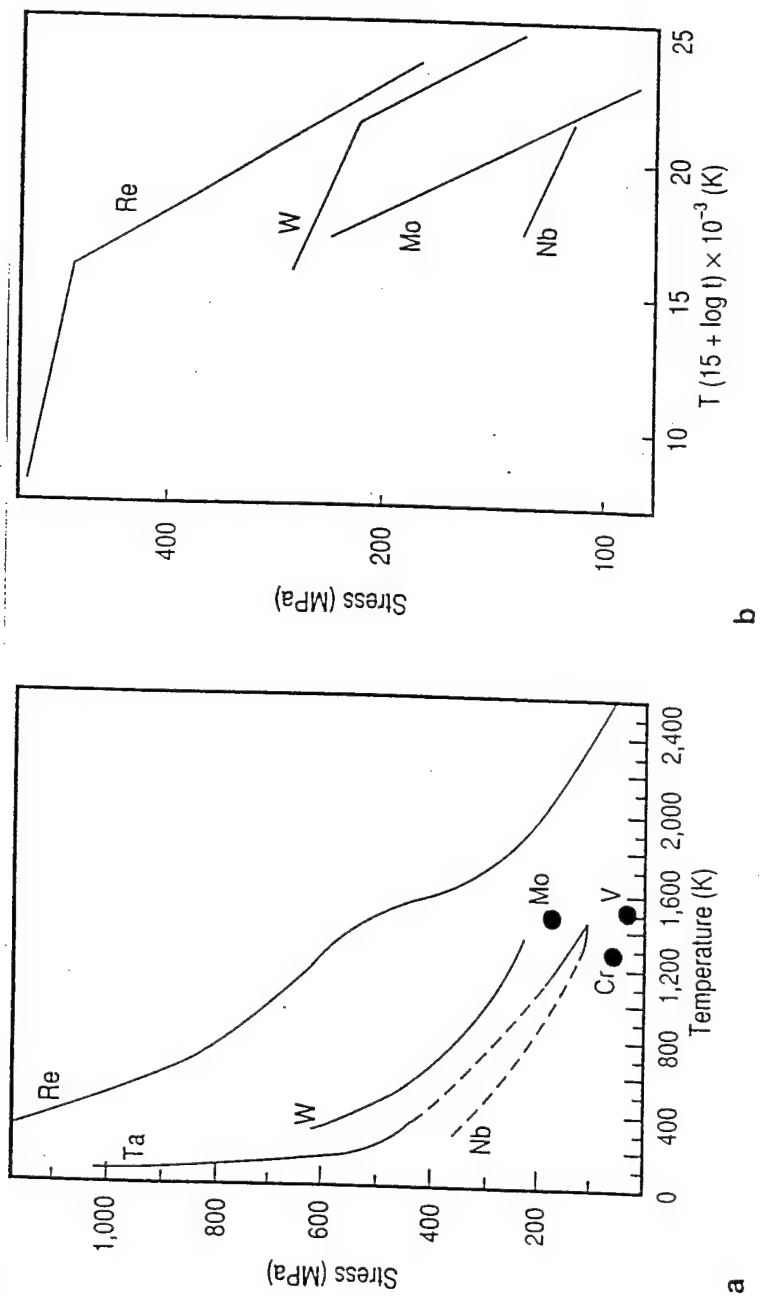 Stress (MPa)
1,000
800
600
400
200
Re
Ta
W
Nb
Mo
V
Cr
0
400
800
1,200
1,600
2,000
2,400
Temperature (K)
a
Stress (MPa)
400
200
100
Re
W
Mo
Nb
10
15
20
25
T (15 + log t) × 10⁻³ (K)
b